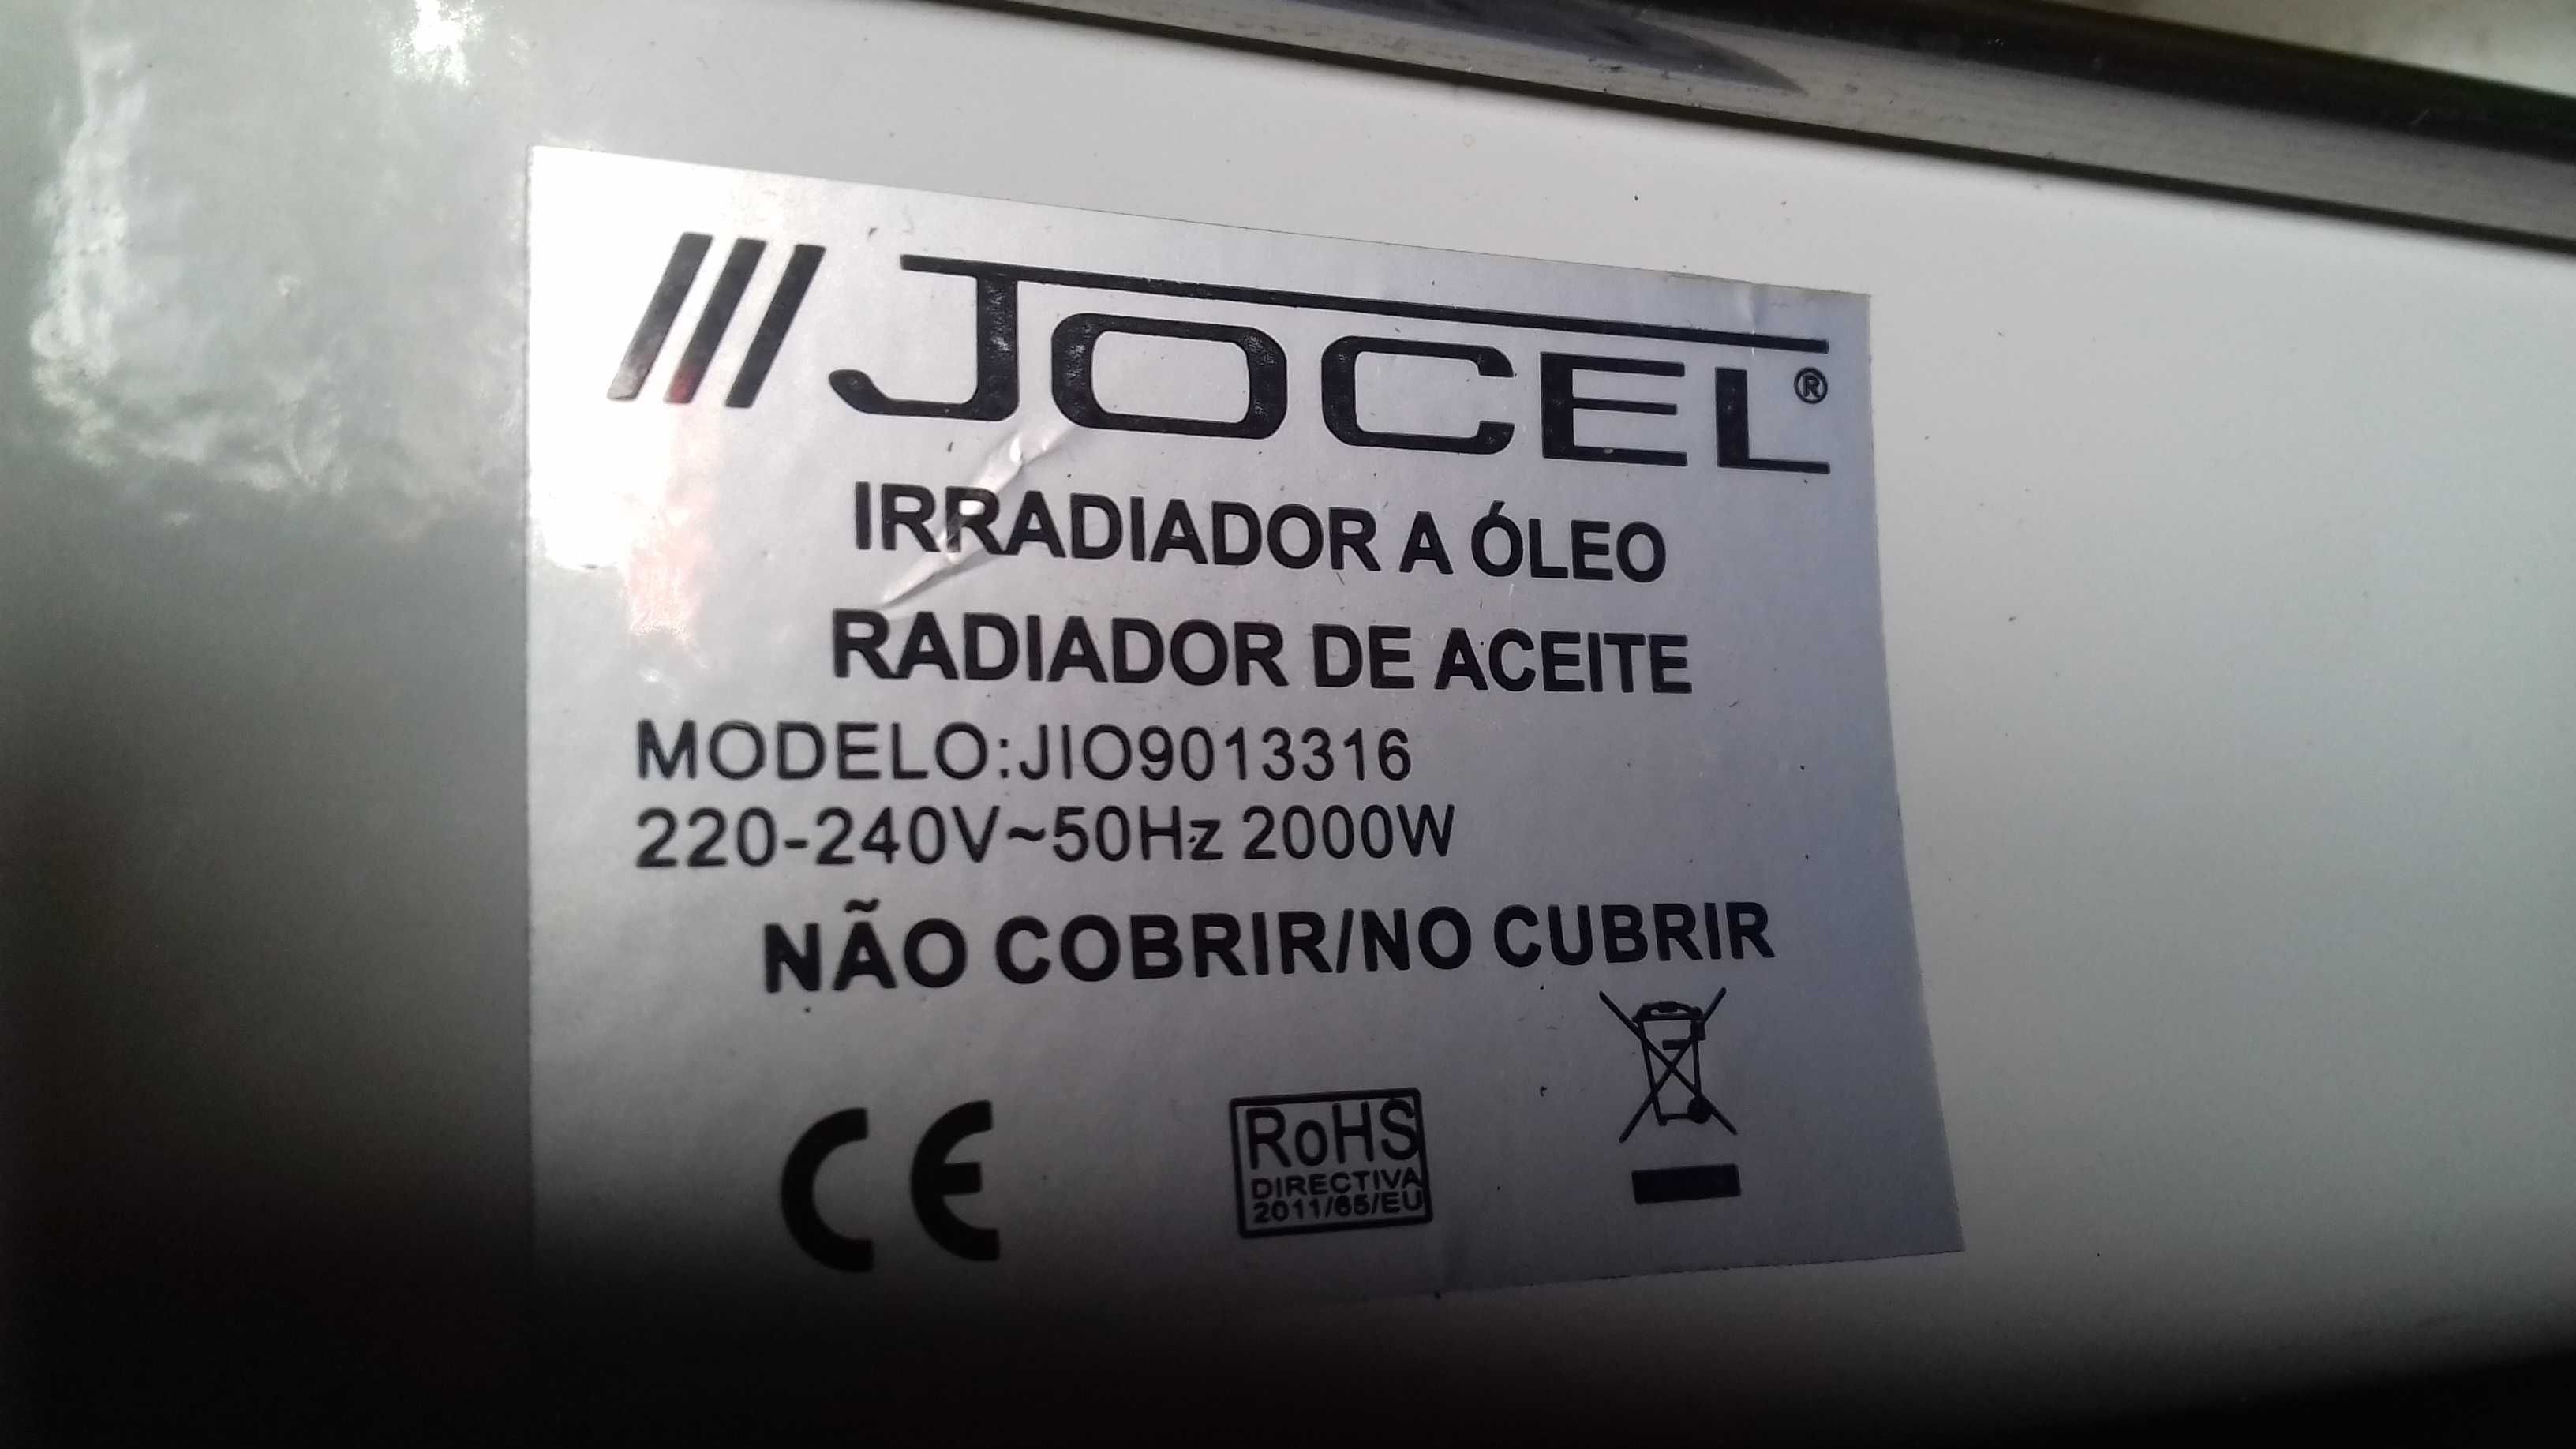 JOCEL®
IRRADIADOR A ÓLEO
RADIADOR DE ACEITE
MODELO:JIO9013316
220-240V~50Hz 2000W
NÃO COBRIR/NO CUBRIR
CE
RoHS
DIRECTIVA
2011/65/EU